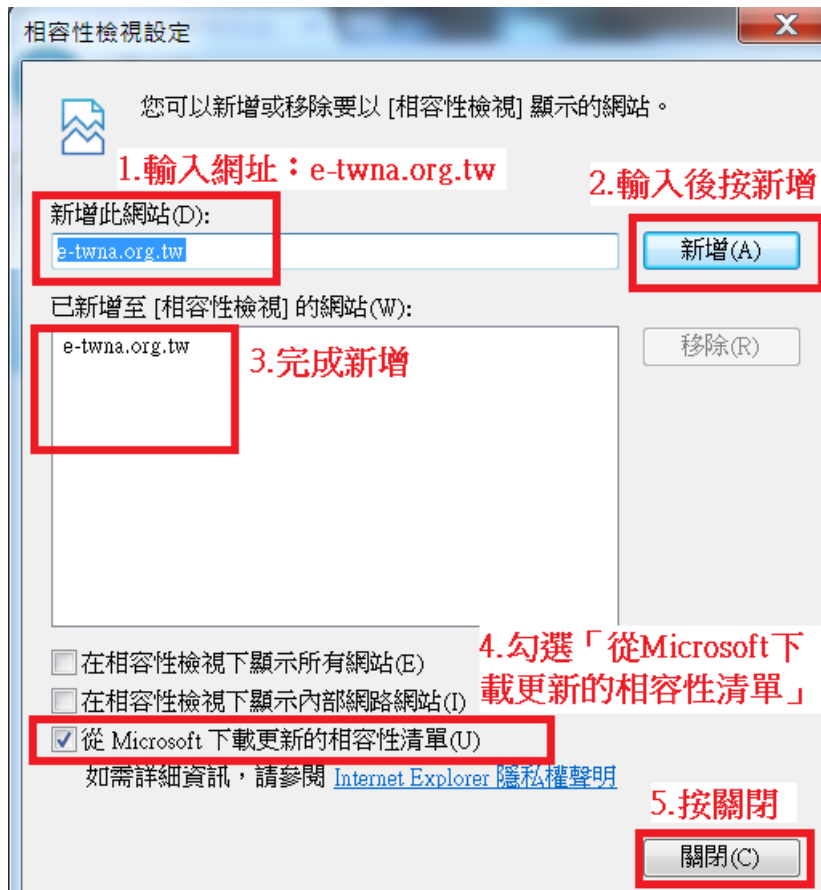 相容性檢視設定
您可以新增或移除要以 [相容性檢視] 顯示的網站。
1.輸入網址：e-twna.org.tw
2.輸入後按新增
新增此網站(D):
e-twna.org.tw
新增(A)
已新增至 [相容性檢視] 的網站(W):
e-twna.org.tw
移除(R)
3.完成新增
4.勾選「從Microsoft下
載更新的相容性清單」
在相容性檢視下顯示所有網站(E)
在相容性檢視下顯示內部網路網站(I)
從 Microsoft 下載更新的相容性清單(U)
如需詳細資訊，請參閱 Internet Explorer 隱私權聲明
5.按關閉
關閉(C)